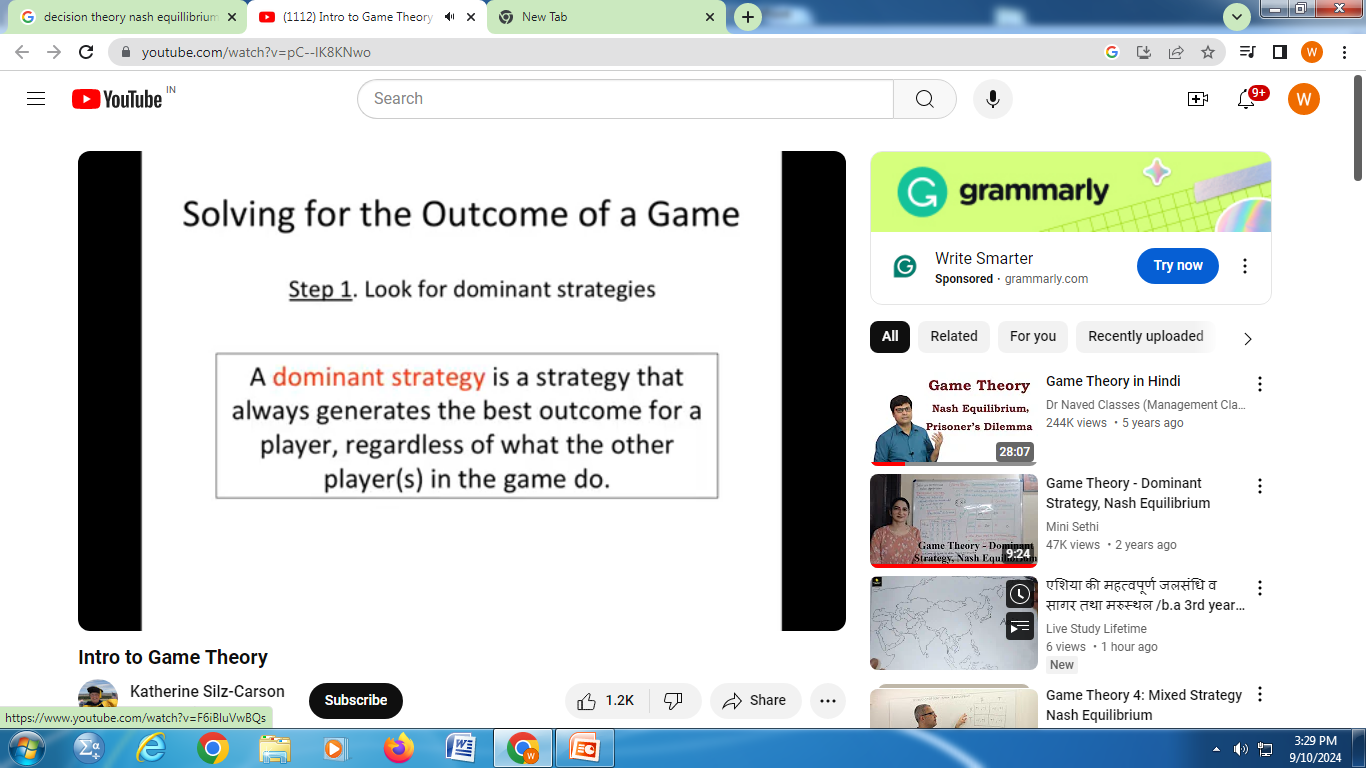 decision theory nash equillibrium
(1112) Intro to Game Theory
New Tab
youtube.com/watch?v=pC--IK8KNwo
W
YouTube IN
Search
9+
W
Solving for the Outcome of a Game
Step 1. Look for dominant strategies
A dominant strategy is a strategy that
always generates the best outcome for a
player, regardless of what the other
player(s) in the game do.
Intro to Game Theory
Katherine Silz-Carson
Subscribe
1.2K
Share
https://www.youtube.com/watch?v=F6iBIuVwBQs
grammarly
Write Smarter
Sponsored · grammarly.com
Try now
All
Related
For you
Recently uploaded
Game Theory
Nash Equilibrium,
Prisoner's Dilemma
28:07
Game Theory in Hindi
Dr Naved Classes (Management Cla...
244K views • 5 years ago
Game Theory - Dominant
Strategy, Nash Equilibrium
9:24
Game Theory - Dominant
Strategy, Nash Equilibrium
Mini Sethi
47K views • 2 years ago
एशिया की महत्वपूर्ण जलसंधि व
सागर तथा मरुस्थल /b.a 3rd year...
Live Study Lifetime
6 views • 1 hour ago
New
Game Theory 4: Mixed Strategy
Nash Equilibrium
3:29 PM
9/10/2024